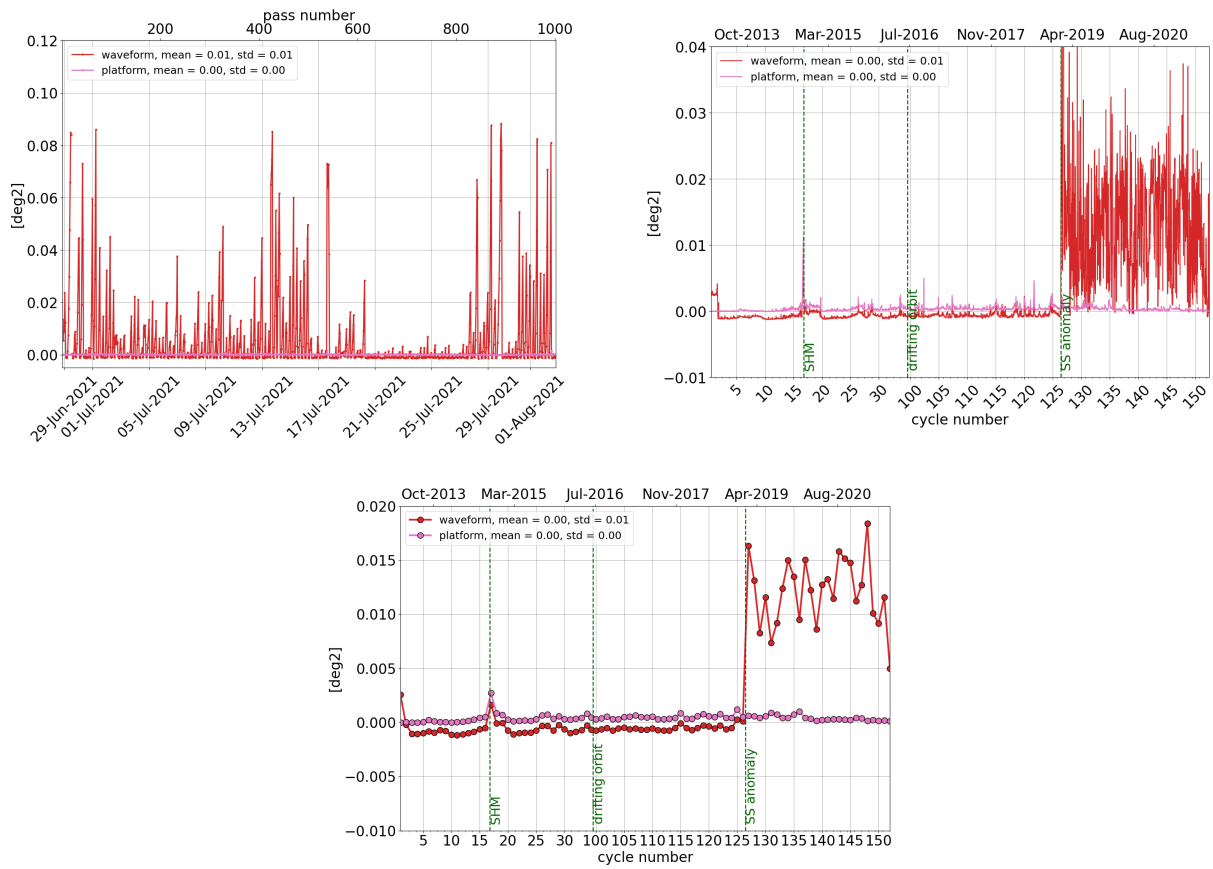 pass number
200 400 600 800 1000
0.12
0.10
0.08
0.06
0.04
0.02
0.00
[deg2]
waveform, mean = 0.01, std = 0.01
platform, mean = 0.00, std = 0.00
29-Jun-2021 01-Jul-2021 05-Jul-2021 09-Jul-2021 13-Jul-2021 17-Jul-2021 21-Jul-2021 25-Jul-2021 29-Jul-2021 01-Aug-2021
Oct-2013 Mar-2015 Jul-2016 Nov-2017 Apr-2019 Aug-2020
0.04
0.03
0.02
0.01
0.00
−0.01
[deg2]
waveform, mean = 0.00, std = 0.01
platform, mean = 0.00, std = 0.00
SHM
drifting orbit
SS anomaly
5 10 15 20 25 30 100 105 110 115 120 125 130 135 140 145 150
cycle number
Oct-2013 Mar-2015 Jul-2016 Nov-2017 Apr-2019 Aug-2020
0.020
0.015
0.010
0.005
0.000
−0.005
−0.010
[deg2]
waveform, mean = 0.00, std = 0.01
platform, mean = 0.00, std = 0.00
SHM
drifting orbit
SS anomaly
5 10 15 20 25 30 100 105 110 115 120 125 130 135 140 145 150
cycle number